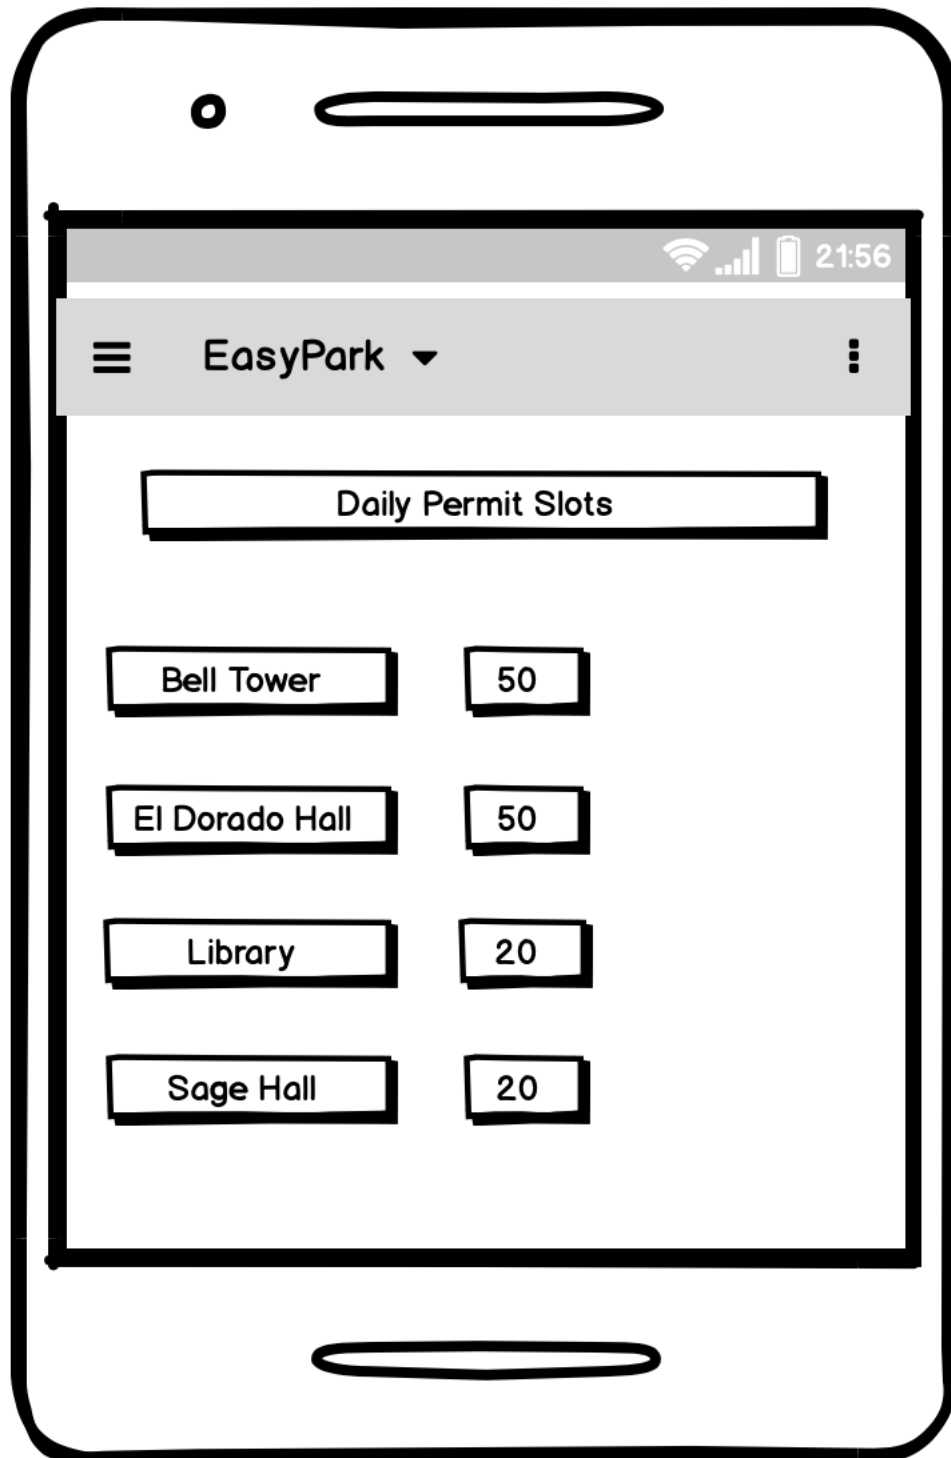 21:56
EasyPark
Daily Permit Slots
Bell Tower 50
El Dorado Hall 50
Library 20
Sage Hall 20